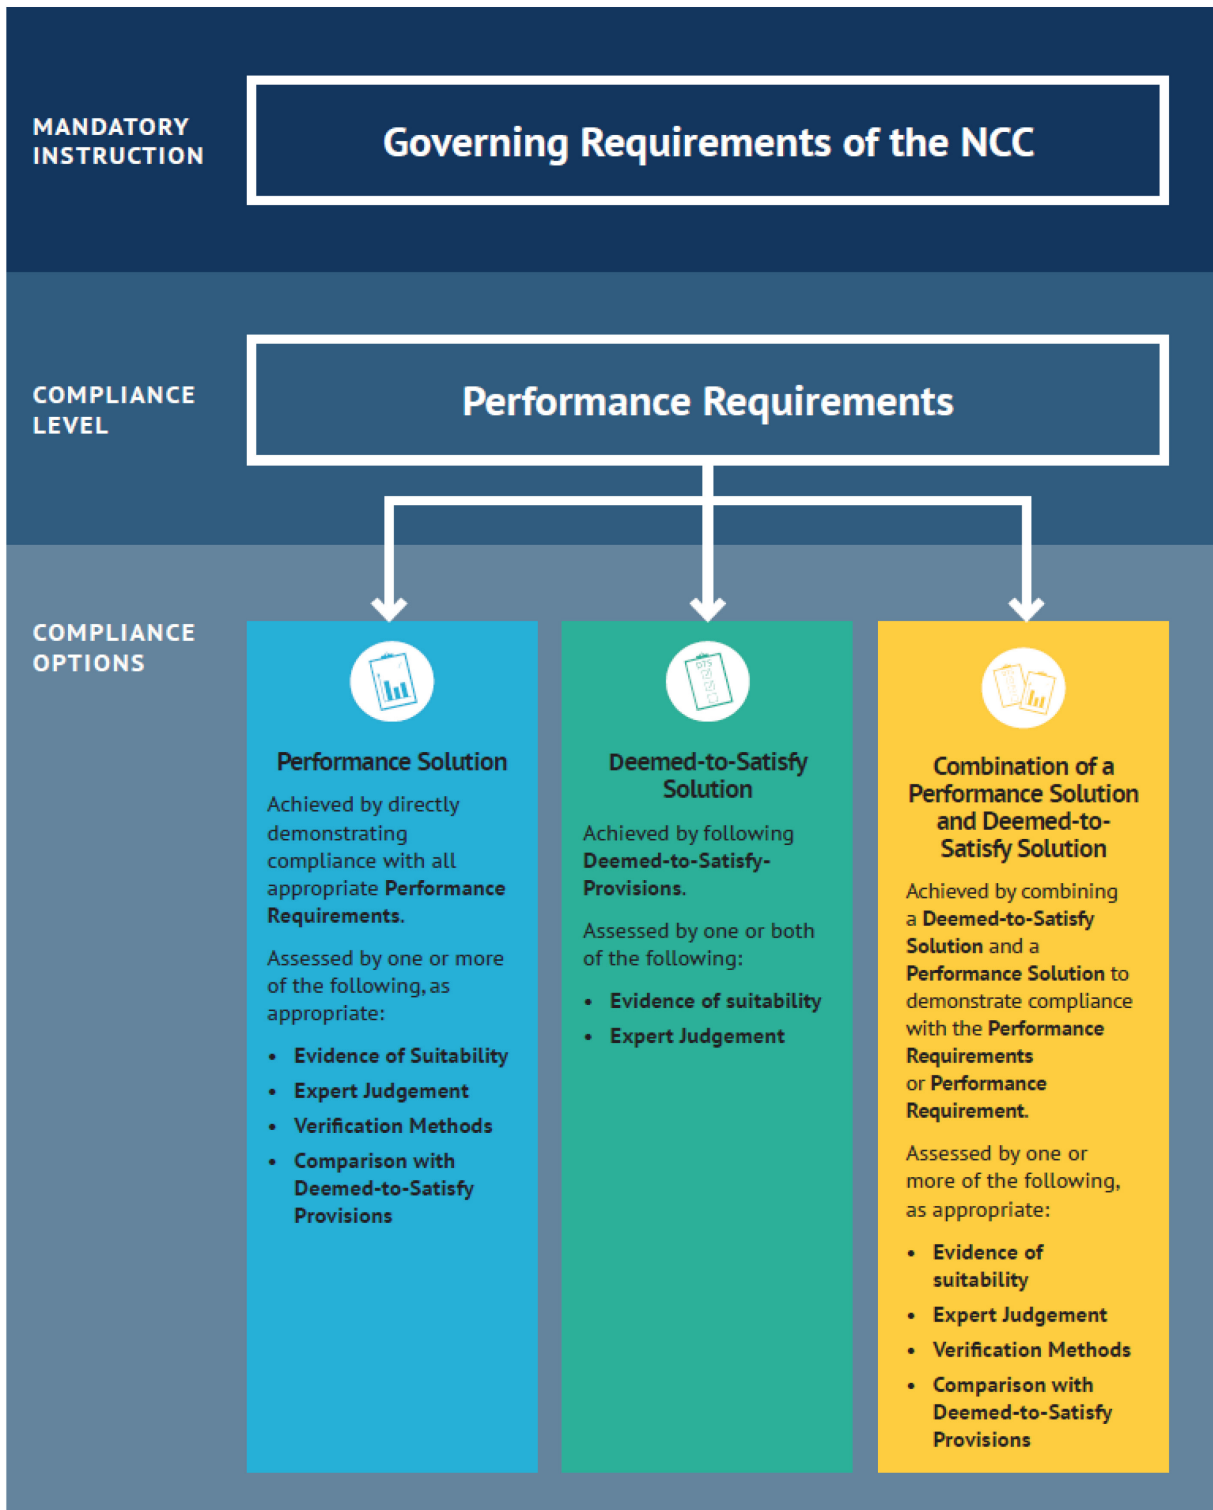 MANDATORY
INSTRUCTION
Governing Requirements of the NCC
COMPLIANCE
LEVEL
Performance Requirements
COMPLIANCE
OPTIONS
Performance Solution
Achieved by directly
demonstrating
compliance with all
appropriate Performance
Requirements.
Assessed by one or more
of the following, as
appropriate:
• Evidence of Suitability
• Expert Judgement
• Verification Methods
• Comparison with
Deemed-to-Satisfy
Provisions
DTS
Deemed-to-Satisfy
Solution
Achieved by following
Deemed-to-Satisfy-
Provisions.
Assessed by one or both
of the following:
• Evidence of suitability
• Expert Judgement
Combination of a
Performance Solution
and Deemed-to-
Satisfy Solution
Achieved by combining
a Deemed-to-Satisfy
Solution and a
Performance Solution to
demonstrate compliance
with the Performance
Requirements
or Performance
Requirement.
Assessed by one or
more of the following,
as appropriate:
• Evidence of
suitability
• Expert Judgement
• Verification Methods
• Comparison with
Deemed-to-Satisfy
Provisions